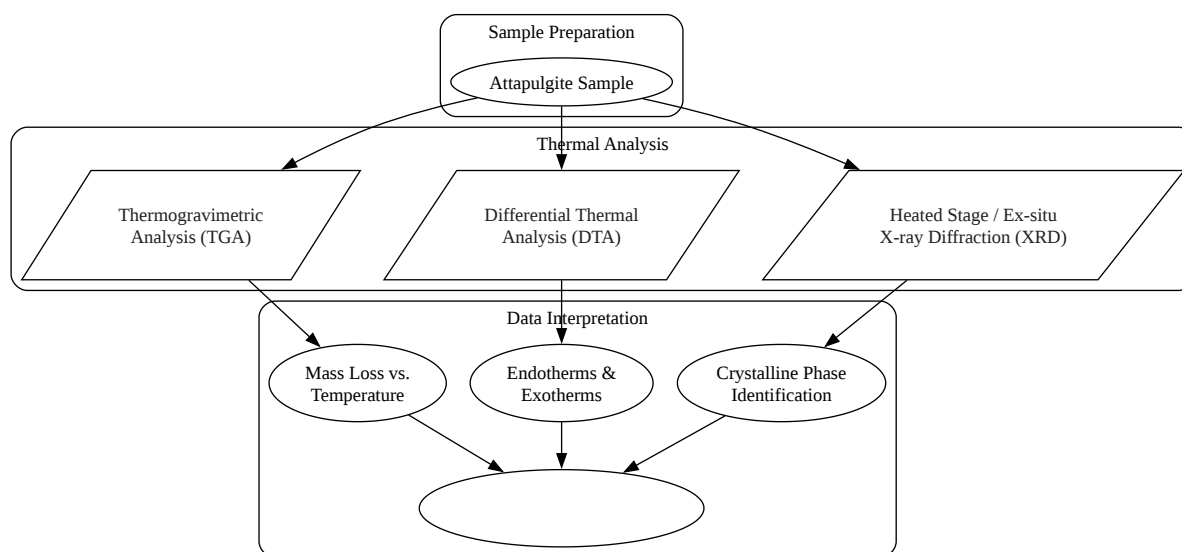 Sample Preparation
Attapulgite Sample
Thermal Analysis
Thermogravimetric
Analysis (TGA)
Differential Thermal
Analysis (DTA)
Heated Stage / Ex-situ
X-ray Diffraction (XRD)
Data Interpretation
Mass Loss vs.
Temperature
Endotherms &
Exotherms
Crystalline Phase
Identification